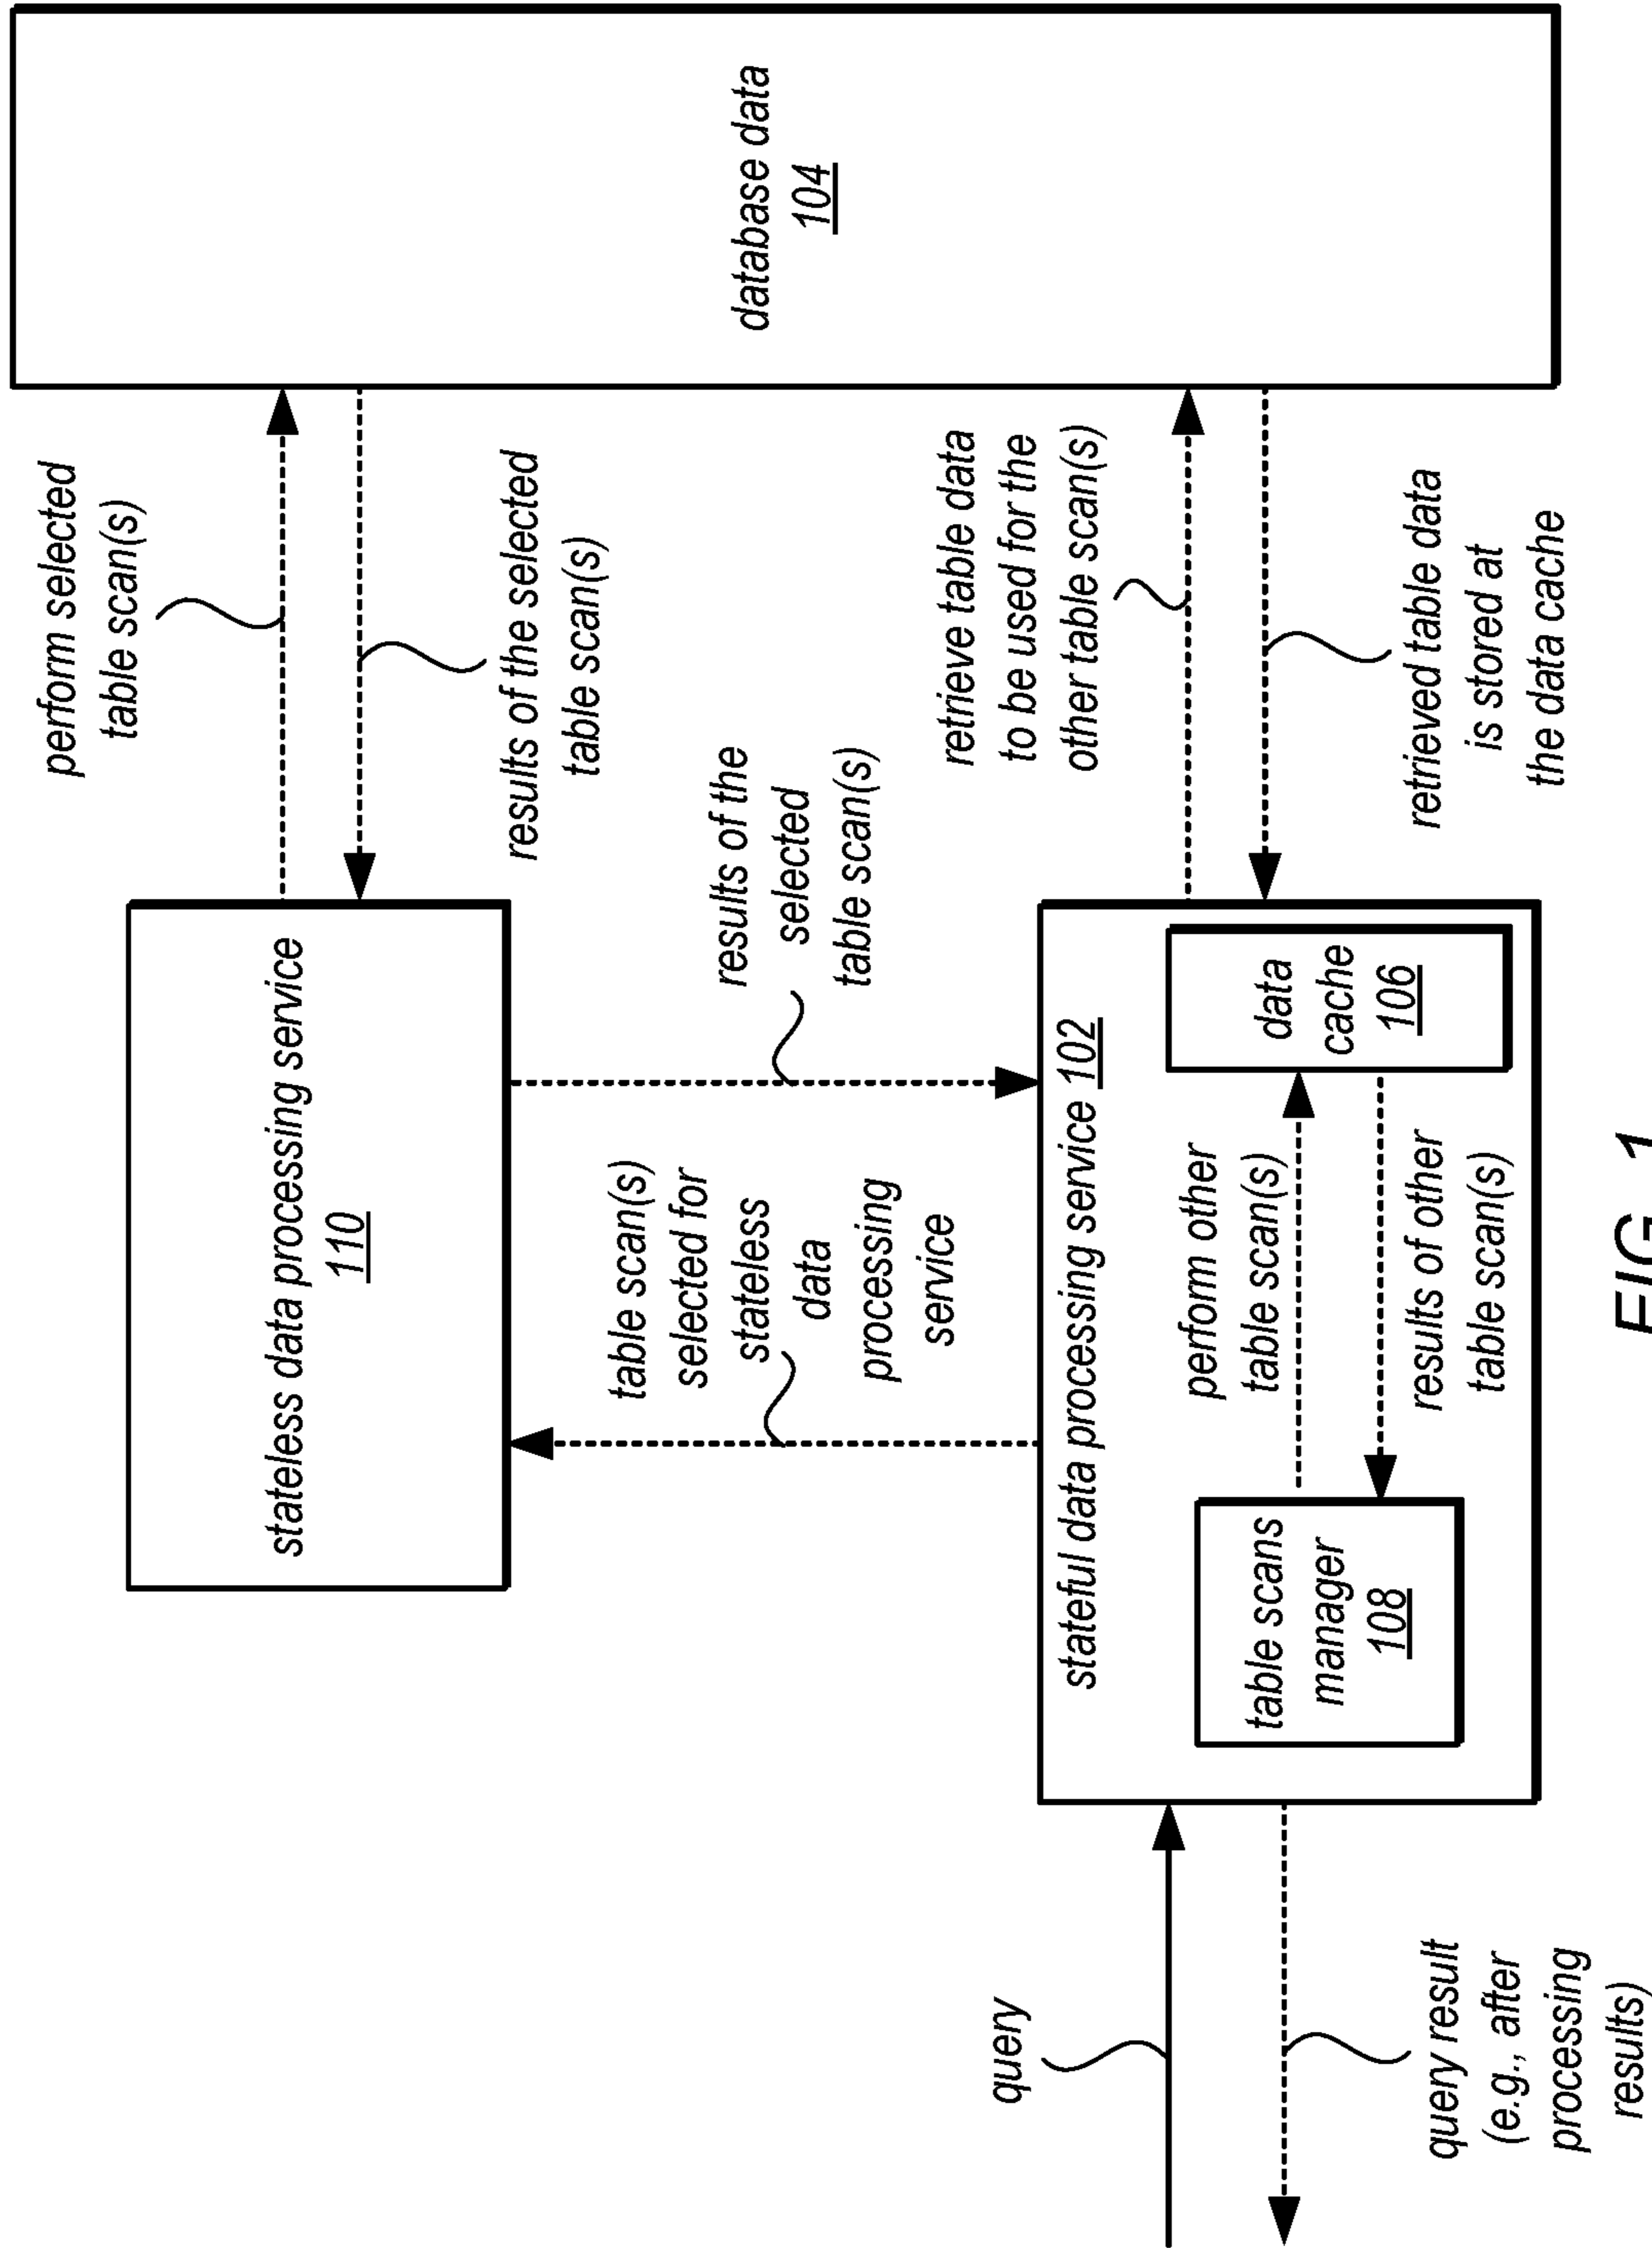 perform selected
table scan(s)
stateless data processing service
110
results of the selected
table scan(s)
database data
104
table scan(s)
selected for
stateless
data
processing
service
results of the
selected
table scan(s)
retrieve table data
to be used for the
other table scan(s)
query
stateful data processing service 102
table scans
manager
108
perform other
table scan(s)
data
cache
106
results of other
table scan(s)
retrieved table data
is stored at
the data cache
query result
(e.g., after
processing
results)
FIG. 1